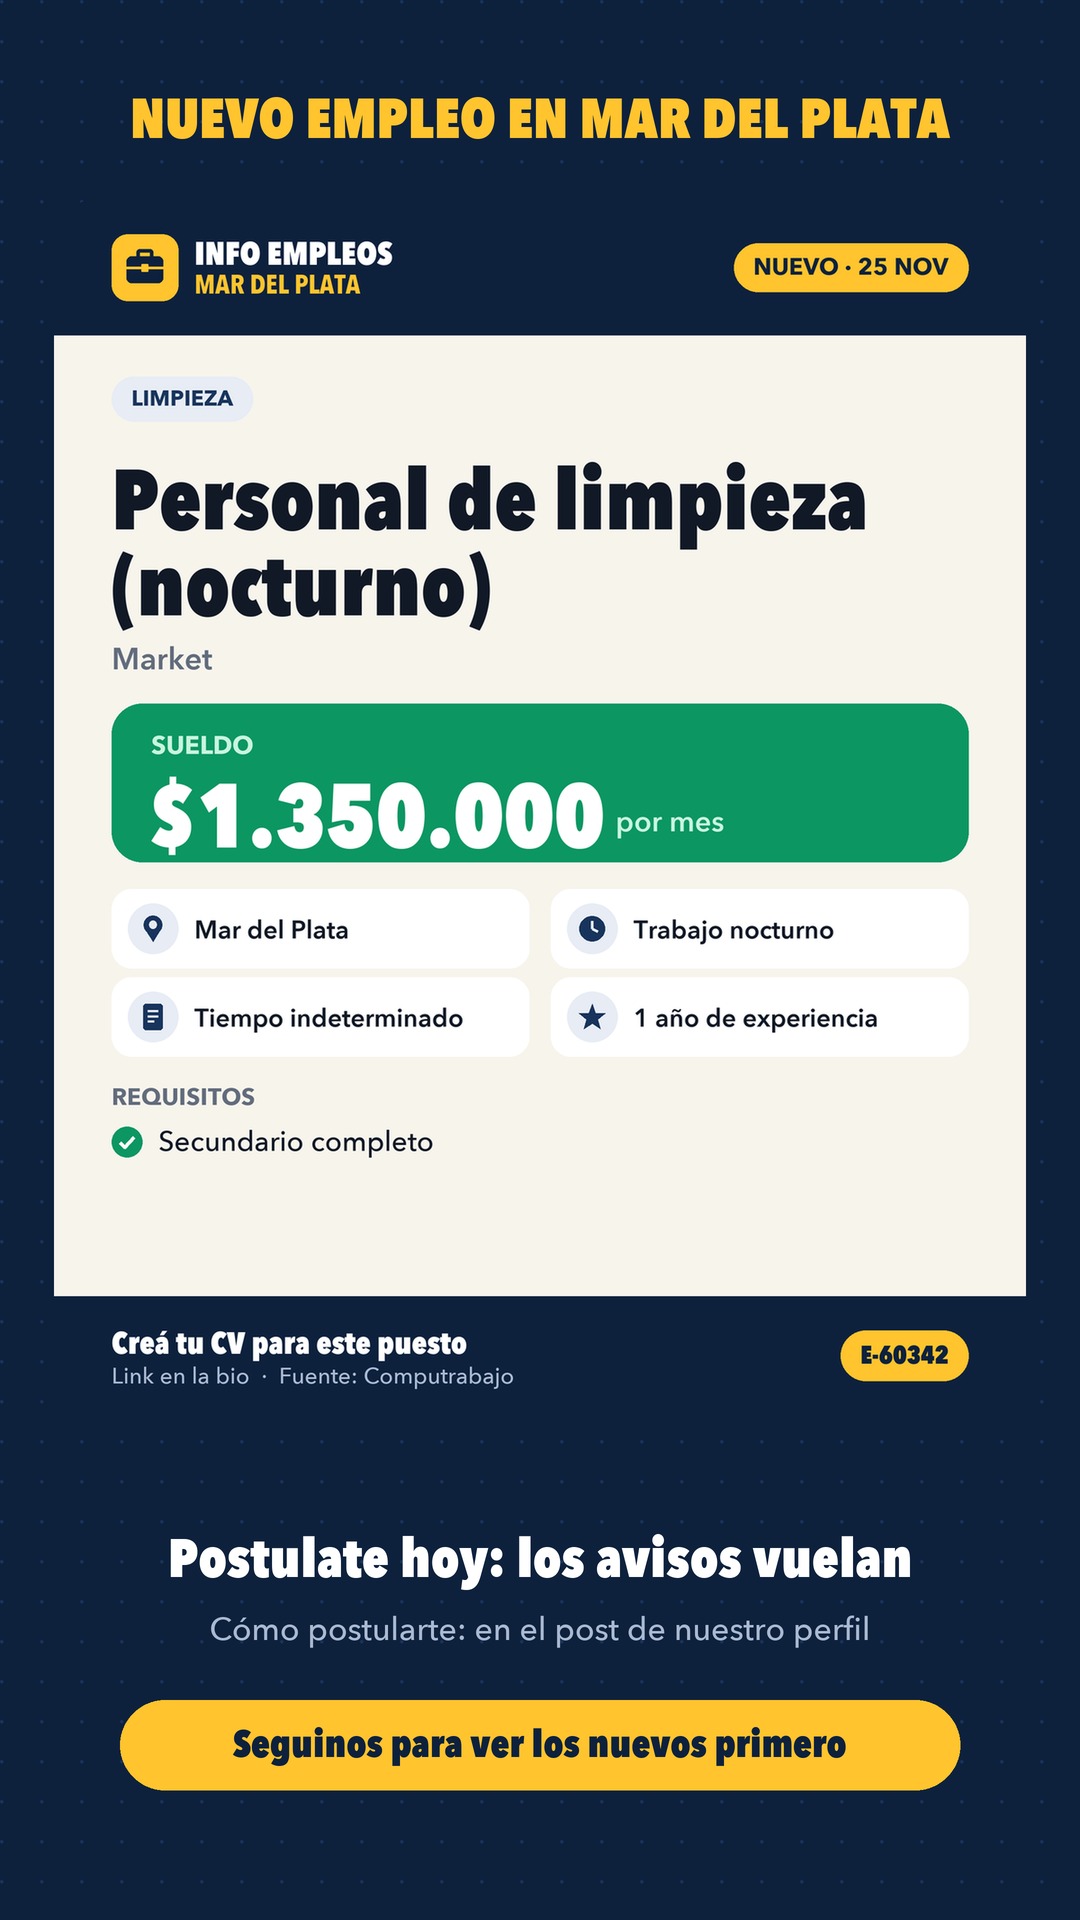 NUEVO EMPLEO EN MAR DEL PLATA
INFO EMPLEOS
MAR DEL PLATA
NUEVO · 25 NOV
LIMPIEZA
Personal de limpieza
(nocturno)
Market
SUELDO
$1.350.000 por mes
Mar del Plata
Trabajo nocturno
Tiempo indeterminado
1 año de experiencia
REQUISITOS
Secundario completo
Creá tu CV para este puesto
Link en la bio · Fuente: Computrabajo
E-60342
Postulate hoy: los avisos vuelan
Cómo postularte: en el post de nuestro perfil
Seguinos para ver los nuevos primero